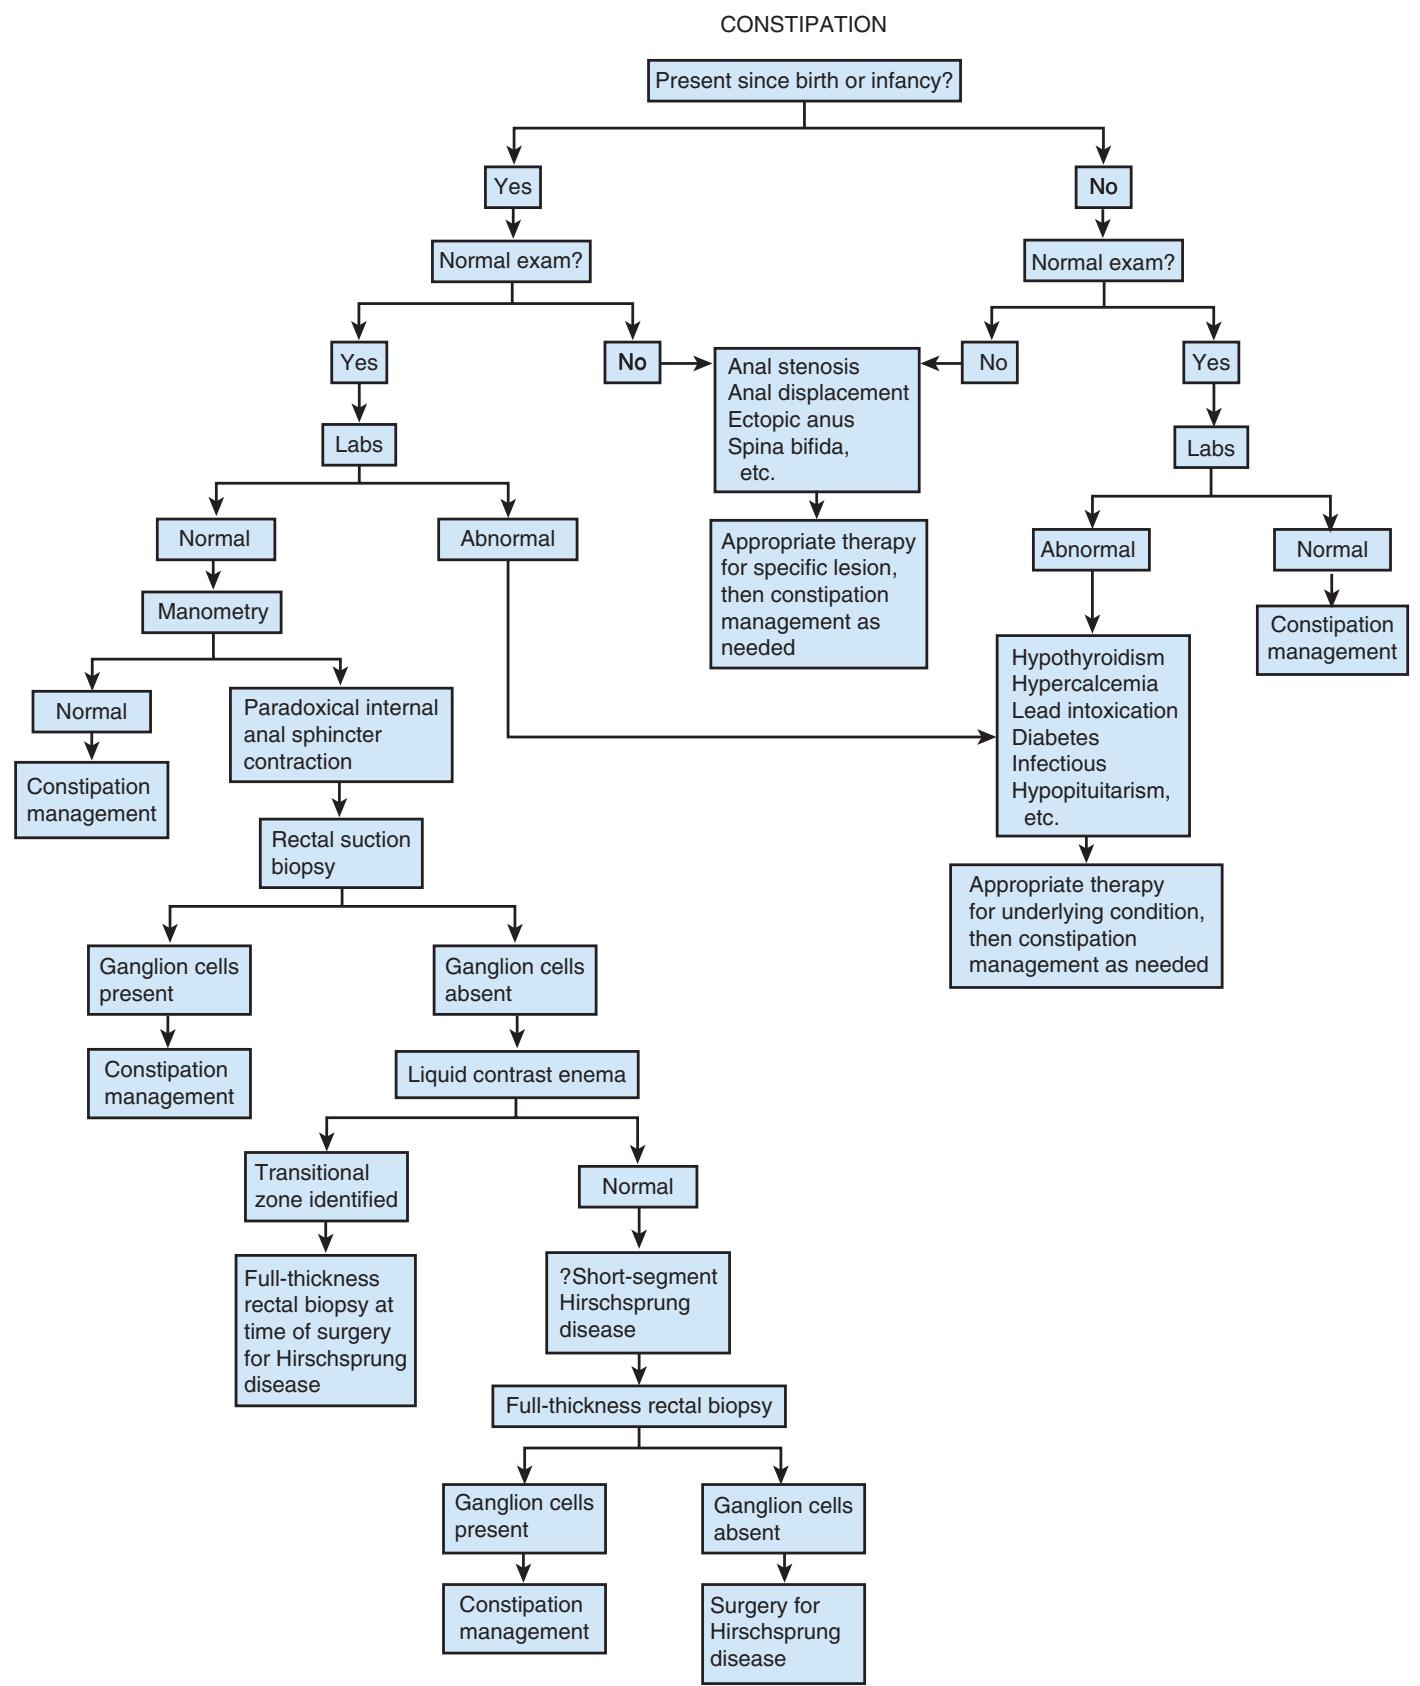 CONSTIPATION
Present since birth or infancy?
Yes
No
Normal exam?
Normal exam?
Yes
No
Anal stenosis
Anal displacement
Ectopic anus
Spina bifida,
etc.
No
Yes
Labs
Labs
Normal
Abnormal
Appropriate therapy
for specific lesion,
then constipation
management as
needed
Abnormal
Normal
Manometry
Constipation
management
Normal
Paradoxical internal
anal sphincter
contraction
Hypothyroidism
Hypercalcemia
Lead intoxication
Diabetes
Infectious
Hypopituitarism,
etc.
Constipation
management
Rectal suction
biopsy
Appropriate therapy
for underlying condition,
then constipation
management as needed
Ganglion cells
present
Ganglion cells
absent
Constipation
management
Liquid contrast enema
Transitional
zone identified
Normal
Full-thickness
rectal biopsy at
time of surgery
for Hirschsprung
disease
?Short-segment
Hirschsprung
disease
Full-thickness rectal biopsy
Ganglion cells
present
Ganglion cells
absent
Constipation
management
Surgery for
Hirschsprung
disease